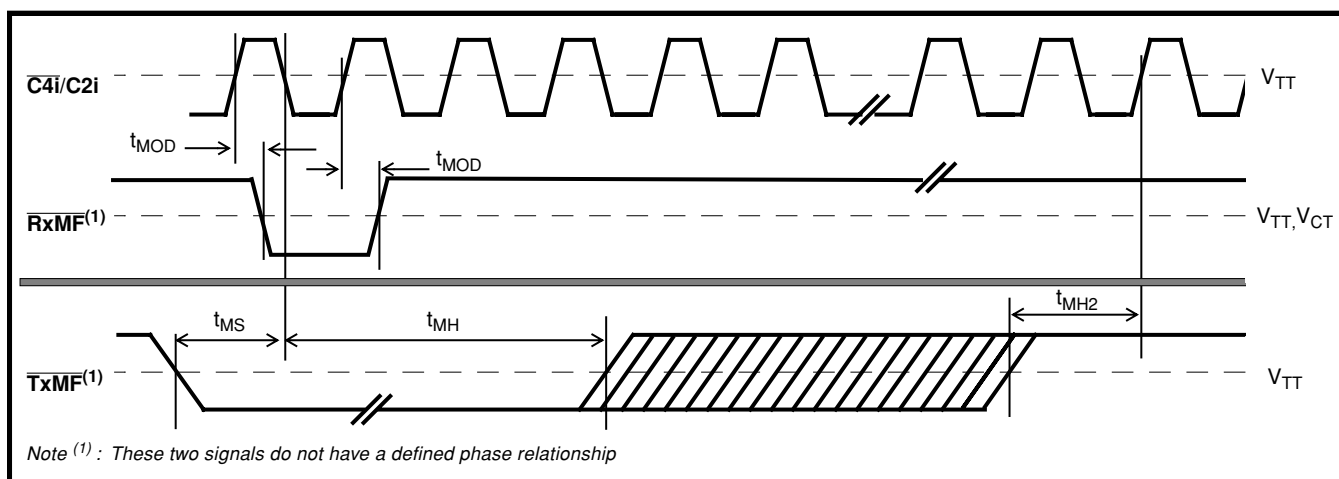 C4i/C2i
V_TT
t_MOD
t_MOD
RxMF(1)
V_TT,V_CT
t_MS
t_MH
t_MH2
TxMF(1)
V_TT
Note (1) : These two signals do not have a defined phase relationship